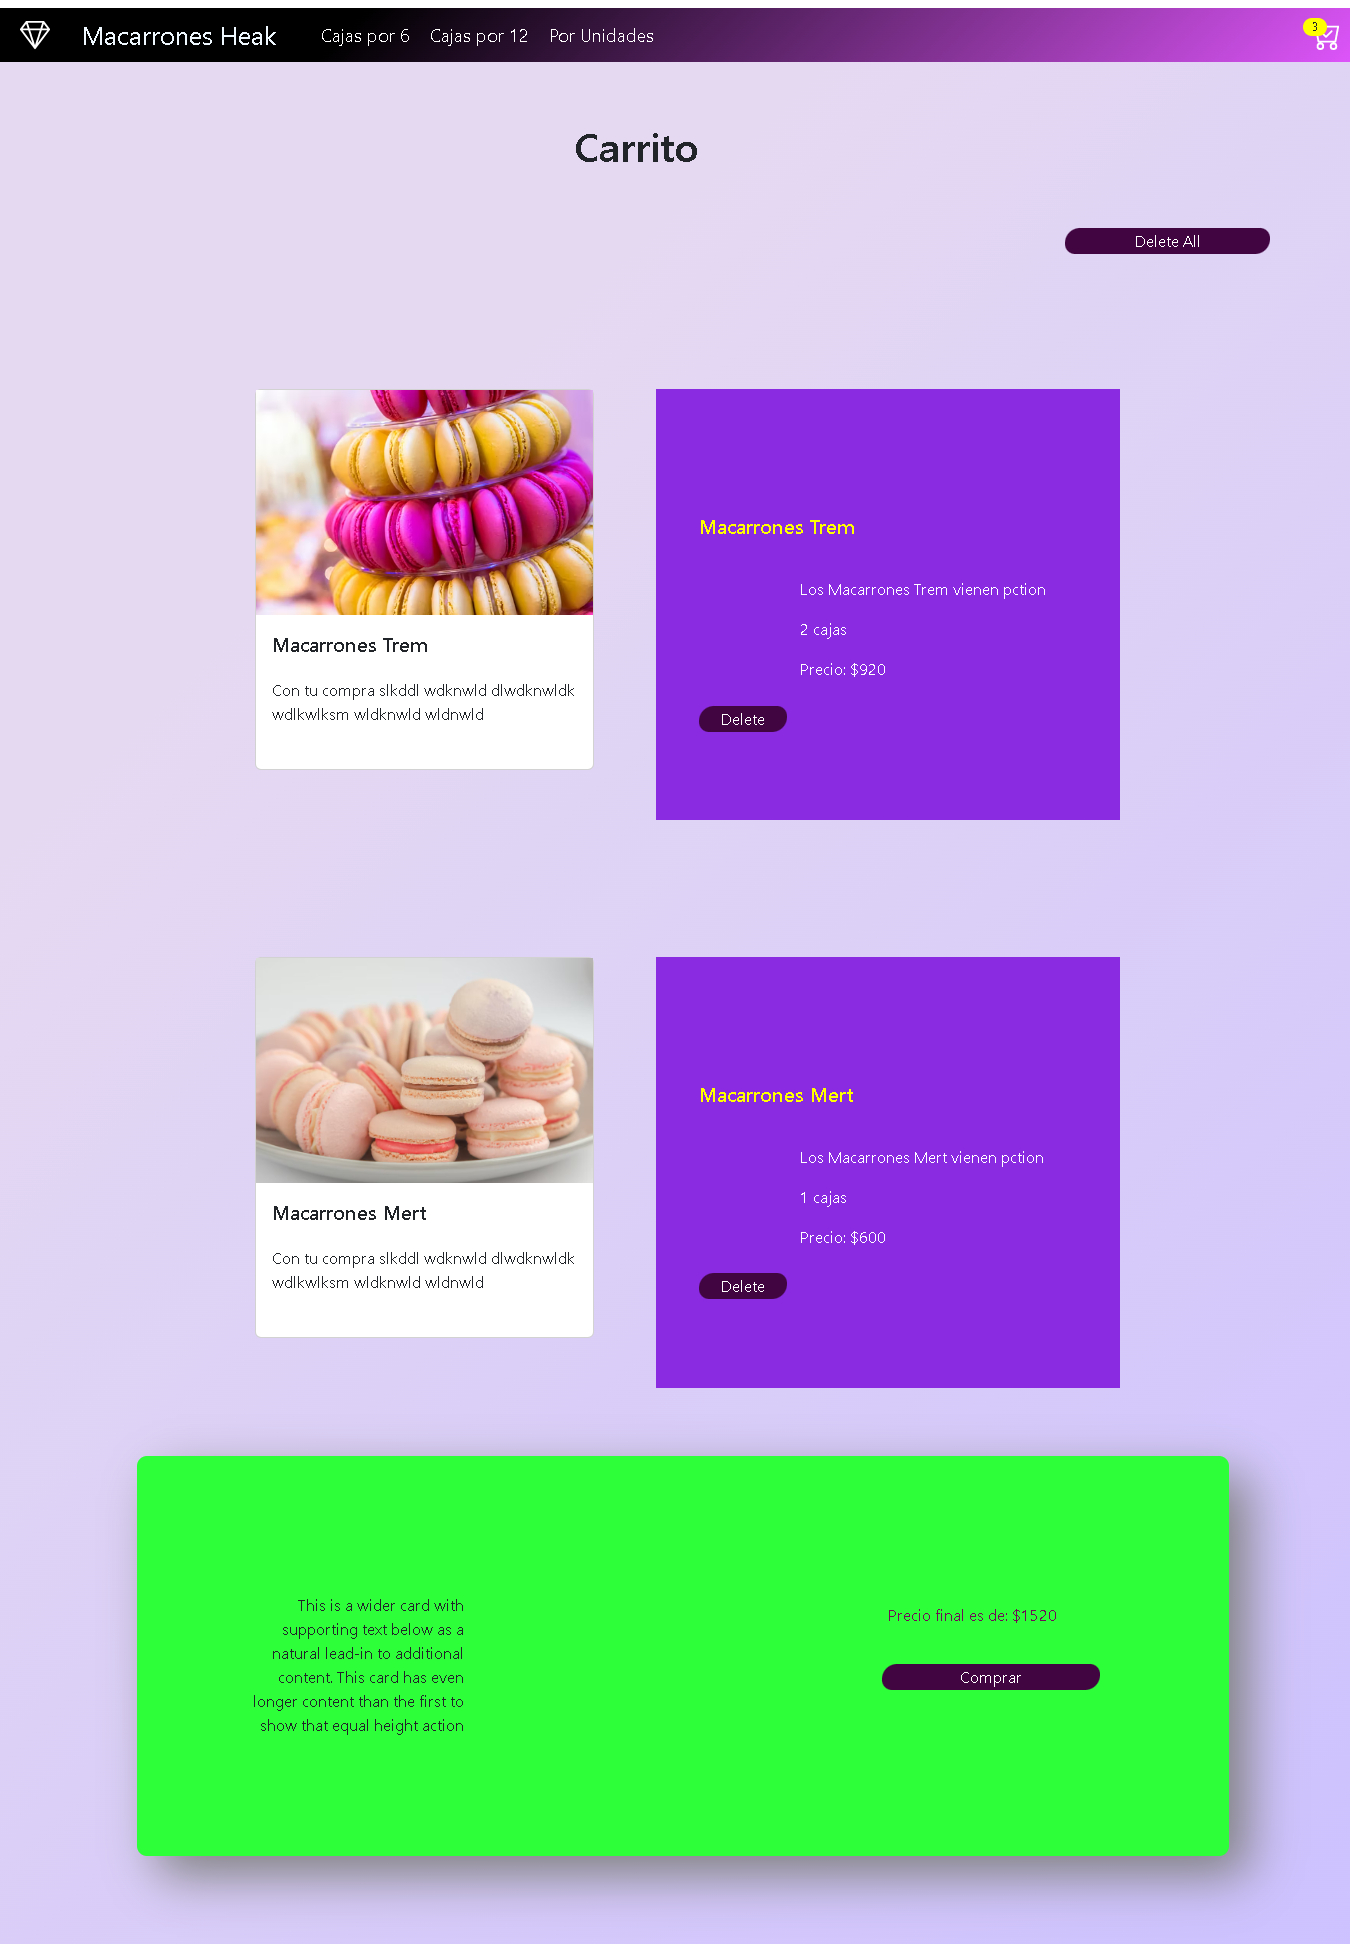 Macarrones Heak
Cajas por 6
Cajas por 12
Por Unidades
3
Carrito
Delete All
Macarrones Trem
Con tu compra slkddl wdknwld dlwdknwldk
wdlkwlksm wldknwld wldnwld
Macarrones Trem
Los Macarrones Trem vienen pction
2 cajas
Precio: $920
Delete
Macarrones Mert
Con tu compra slkddl wdknwld dlwdknwldk
wdlkwlksm wldknwld wldnwld
Macarrones Mert
Los Macarrones Mert vienen pction
1 cajas
Precio: $600
Delete
This is a wider card with
supporting text below as a
natural lead-in to additional
content. This card has even
longer content than the first to
show that equal height action
Precio final es de: $1520
Comprar